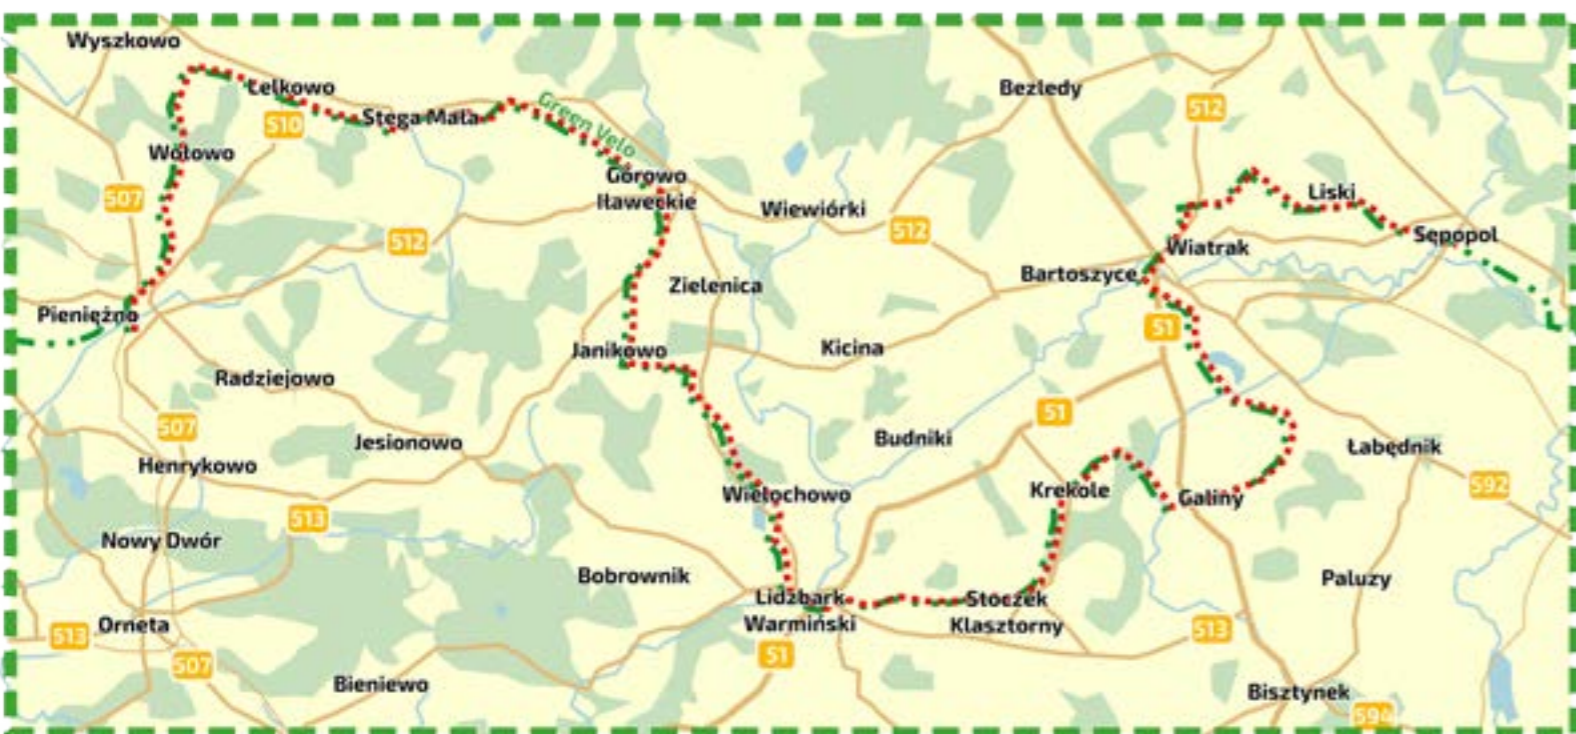 Wyszkowo
Lelkowo
510
Stega Mała
Green Velo
Bezledy
512
Wołowo
507
Górowo
Iławeckie
Wiewiórki
512
512
Liski
Sępopol
Wiatrak
Bartoszyce
Zielenica
Pieniężno
51
Janikowo
Kicina
Radziejowo
507
Jesionowo
51
Budniki
Łabędnik
Henrykowo
592
Wielochowo
Krekole
Galiny
513
Nowy Dwór
Bobrownik
Paluzy
Lidzbark
Warmiński
Stoczek
Klasztorny
513
Orneta
513
507
51
Bieniewo
Bisztynek
594